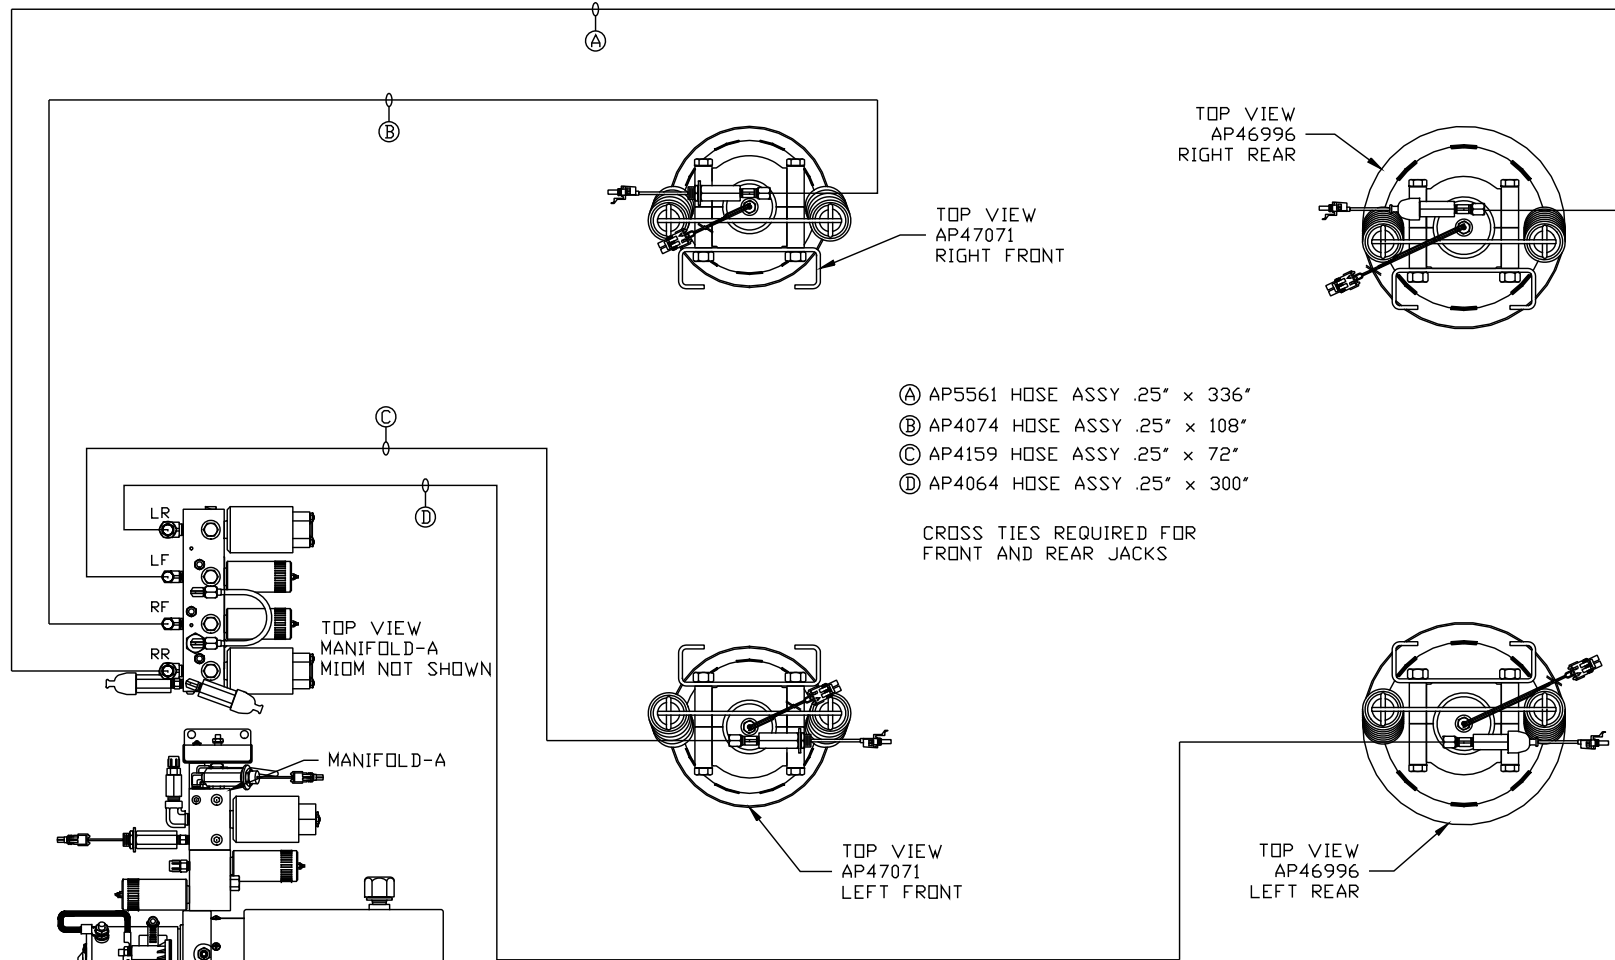 A
B
TOP VIEW
AP46996
RIGHT REAR
TOP VIEW
AP47071
RIGHT FRONT
A AP5561 HOSE ASSY .25" x 336"
B AP4074 HOSE ASSY .25" x 108"
C AP4159 HOSE ASSY .25" x 72"
D AP4064 HOSE ASSY .25" x 300"
CROSS TIES REQUIRED FOR
FRONT AND REAR JACKS
C
D
LR
LF
RF
RR
TOP VIEW
MANIFOLD-A
MIOM NOT SHOWN
MANIFOLD-A
TOP VIEW
AP47071
LEFT FRONT
TOP VIEW
AP46996
LEFT REAR